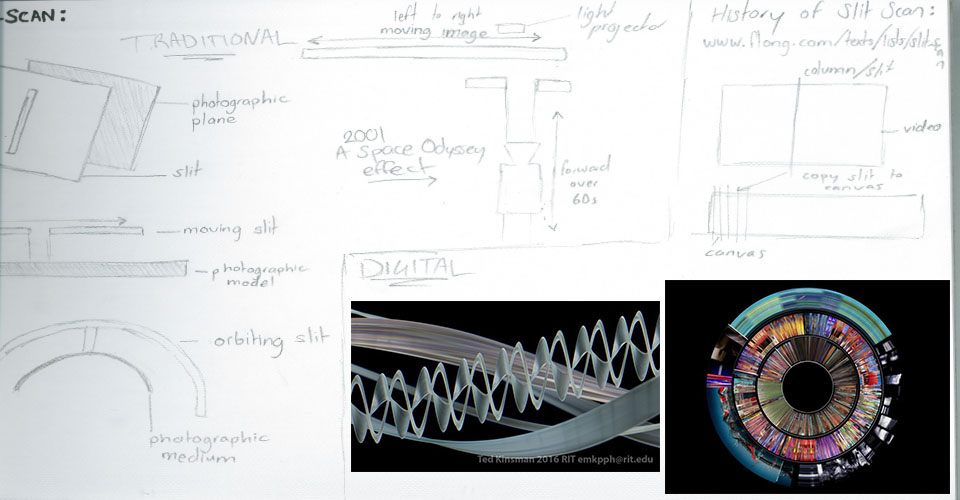 -SCAN:
TRADITIONAL
photographic
plane
slit
moving slit
photographic
model
orbiting slit
photographic
medium
left to right
moving image
light
projector
2001
A Space Odyssey
effect
forward
over
60s
History of Slit Scan:
www.flong.com/texts/lists/slit-
column/slit
video
copy slit to
canvas
canvas
DIGITAL
Ted Kinsman 2016 RIT emkpph@rit.edu